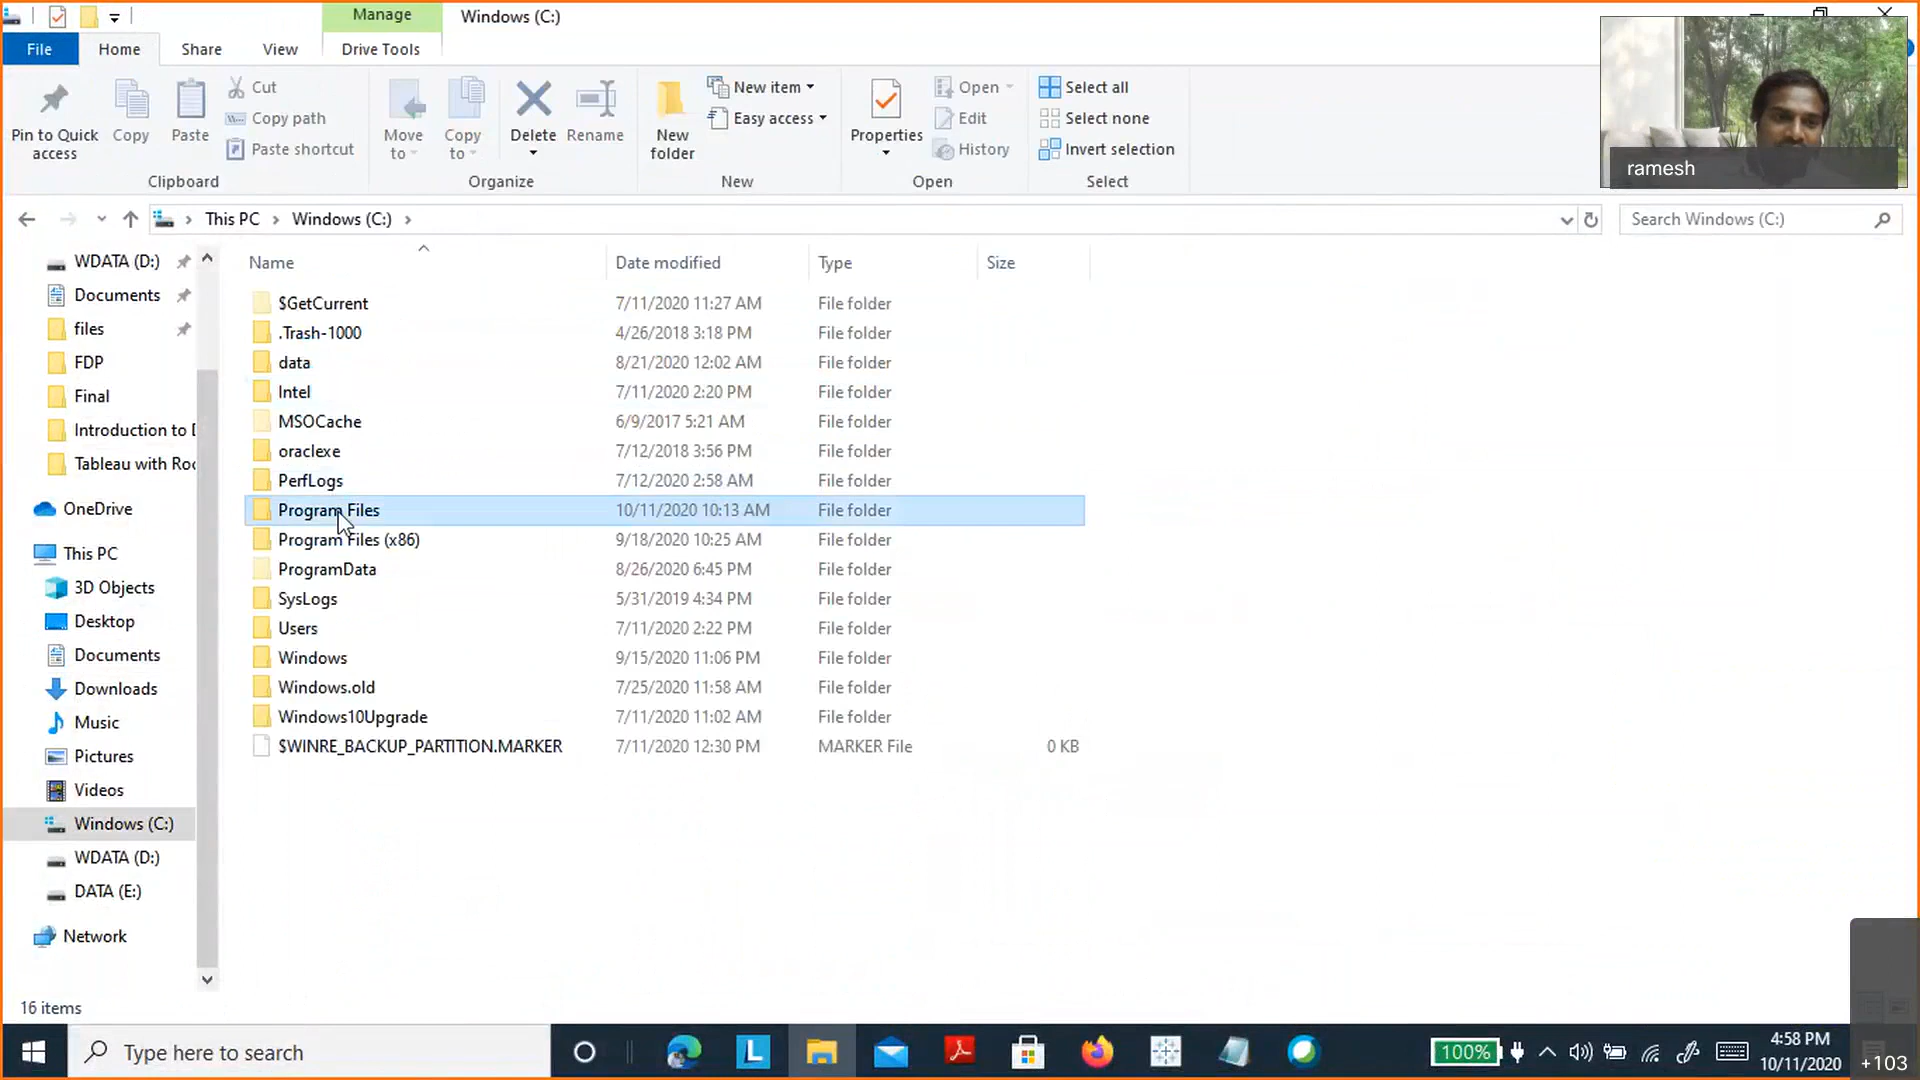 Manage
Windows (C:)
File
Home
Share
View
Drive Tools
Pin to Quick access
Copy
Paste
Cut
Copy path
Paste shortcut
Clipboard
Move to
Copy to
Delete
Rename
Organize
New folder
New item
Easy access
New
Properties
Open
Edit
History
Open
Select all
Select none
Invert selection
Select
ramesh
This PC
Windows (C:)
Search Windows (C:)
WDATA (D:)
Documents
files
FDP
Final
Introduction to
Tableau with
OneDrive
This PC
3D Objects
Desktop
Documents
Downloads
Music
Pictures
Videos
Windows (C:)
WDATA (D:)
DATA (E:)
Network
Name Date modified Type Size
$GetCurrent 7/11/2020 11:27 AM File folder
.Trash-1000 4/26/2018 3:18 PM File folder
data 8/21/2020 12:02 AM File folder
Intel 7/11/2020 2:20 PM File folder
MSOCache 6/9/2017 5:21 AM File folder
oraclexe 7/12/2018 3:56 PM File folder
PerfLogs 7/12/2020 2:58 AM File folder
Program Files 10/11/2020 10:13 AM File folder
Program Files (x86) 9/18/2020 10:25 AM File folder
ProgramData 8/26/2020 6:45 PM File folder
SysLogs 5/31/2019 4:34 PM File folder
Users 7/11/2020 2:22 PM File folder
Windows 9/15/2020 11:06 PM File folder
Windows.old 7/25/2020 11:58 AM File folder
Windows10Upgrade 7/11/2020 11:02 AM File folder
$WINRE_BACKUP_PARTITION.MARKER 7/11/2020 12:30 PM MARKER File 0 KB
16 items
Type here to search
L
100%
4:58 PM
10/11/2020
+103